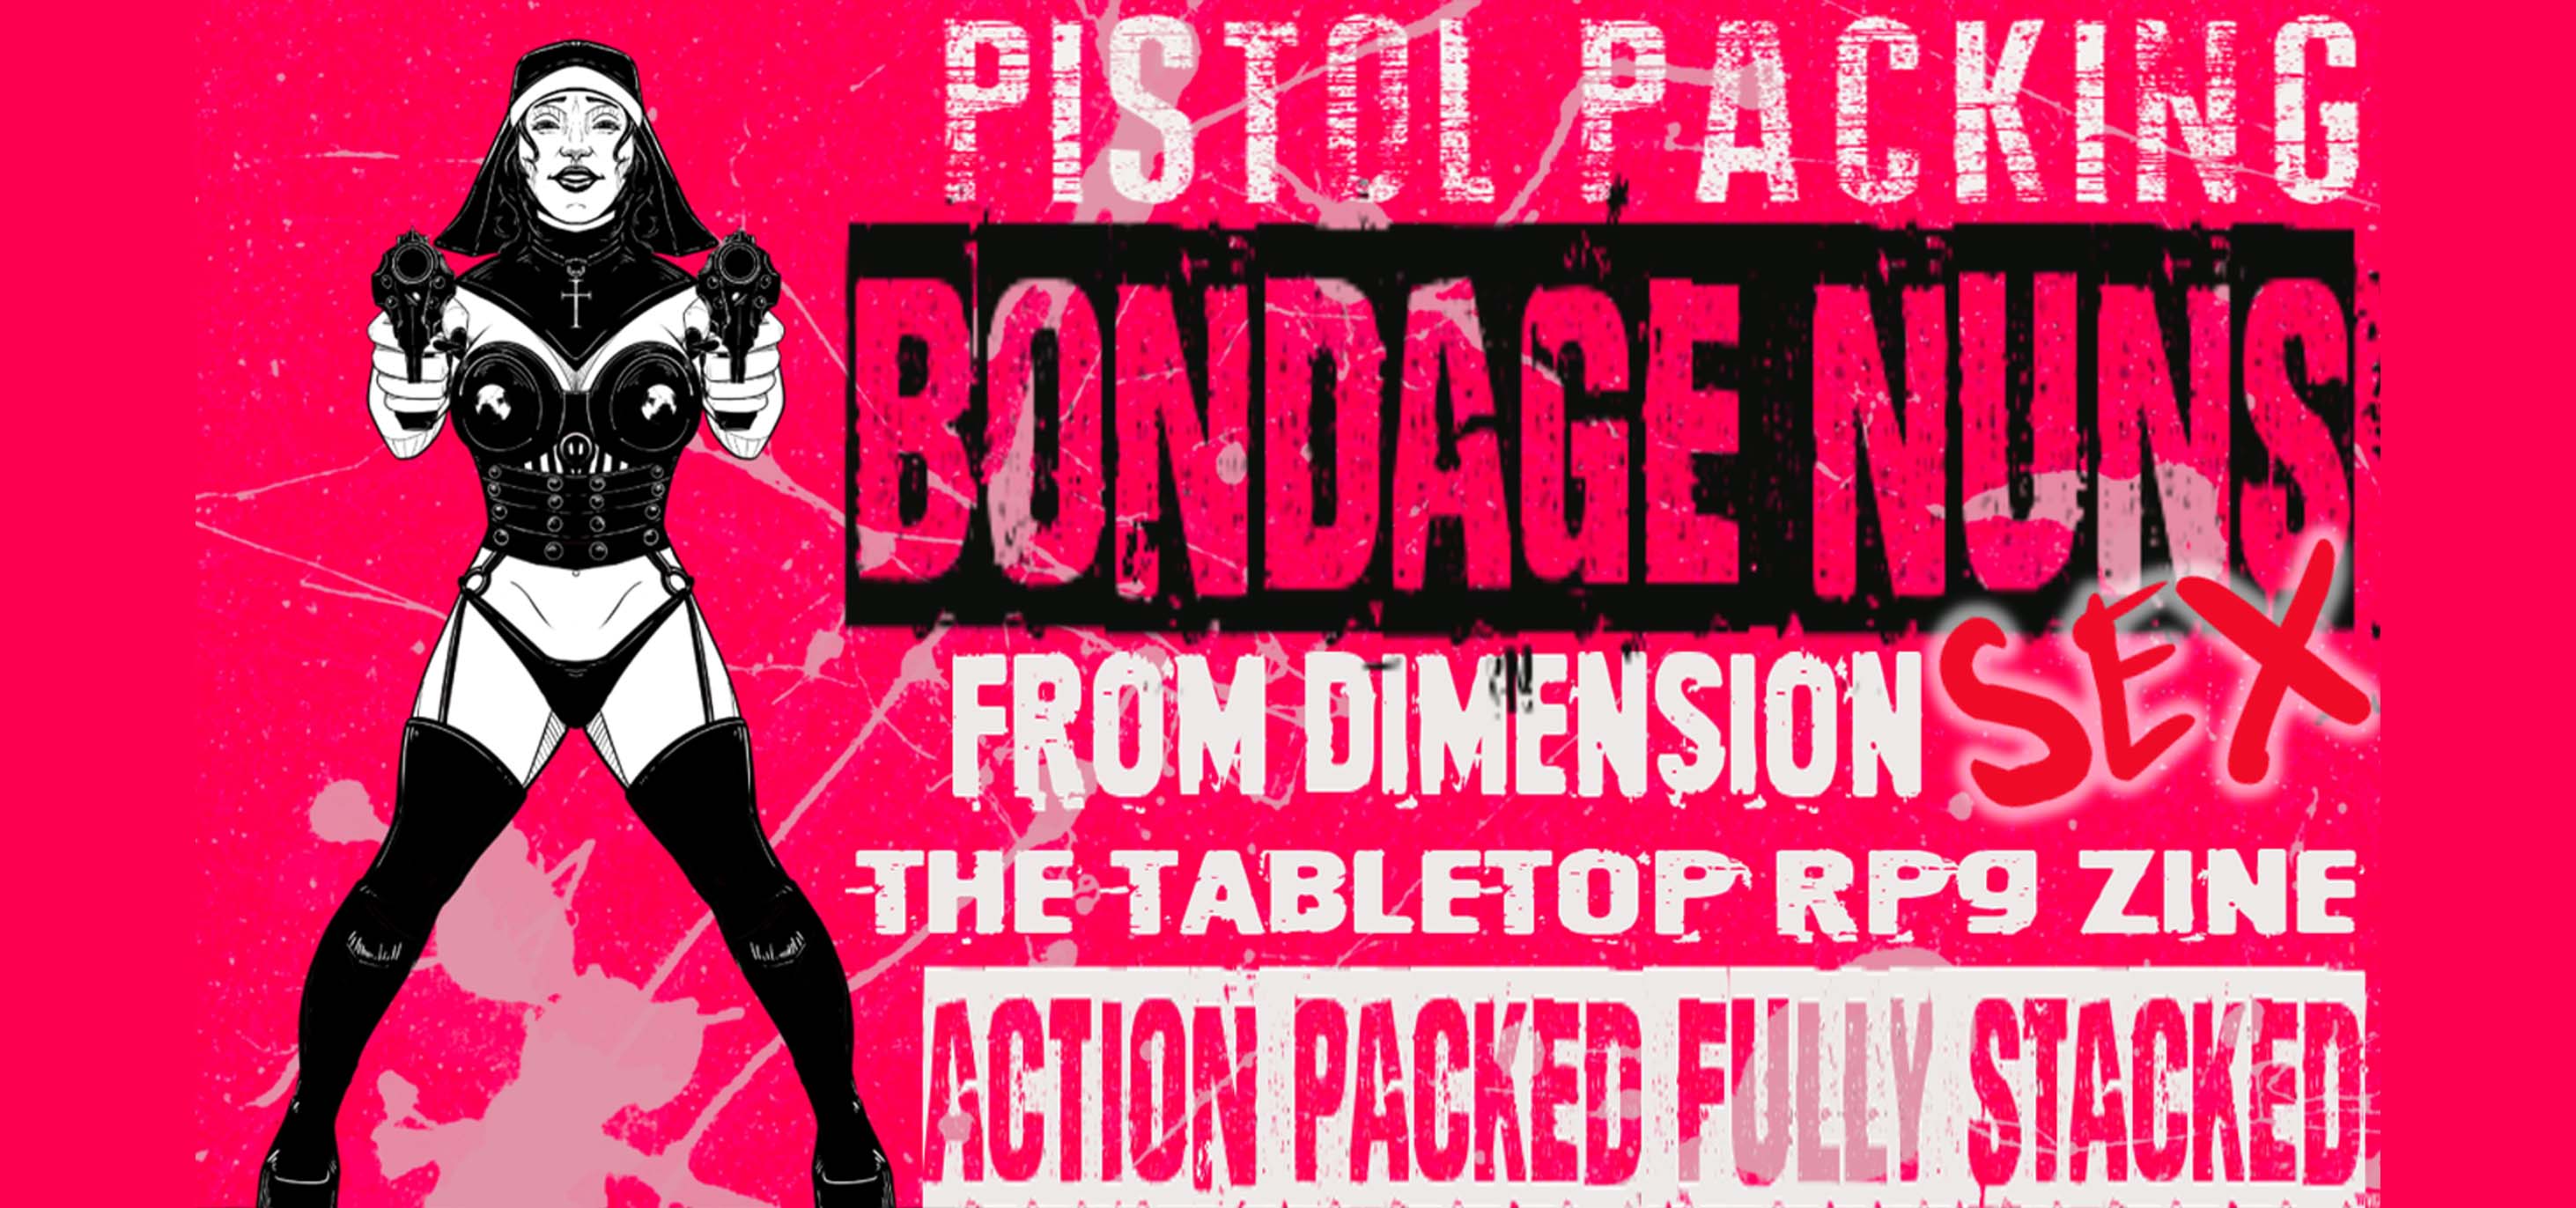 PISTOL PACKING
BONDAGE NUNS
FROM DIMENSION SEX
THE TABLETOP RPg ZINE
ACTION PACKED FULLY STACKED